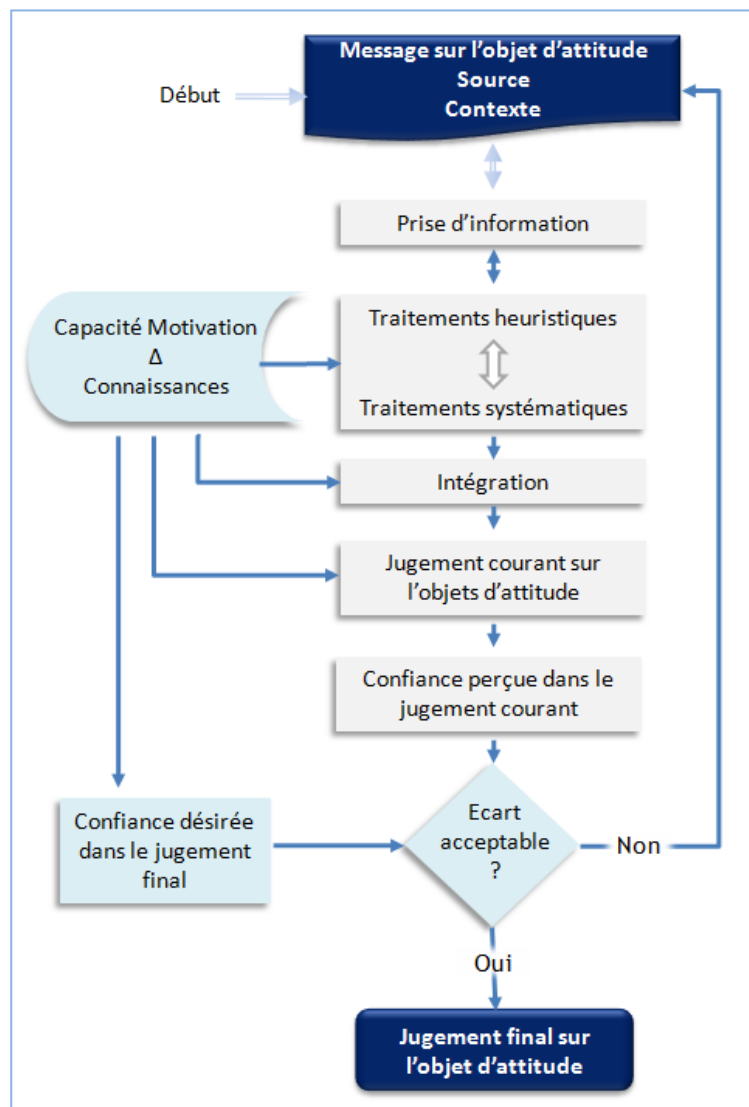 Message sur l'objet d'attitude
Source
Contexte
Début
Prise d'information
Capacité Motivation
Δ
Connaissances
Traitements heuristiques
Traitements systématiques
Intégration
Jugement courant sur
l'objets d'attitude
Confiance perçue dans le
jugement courant
Confiance désirée
dans le jugement
final
Ecart
acceptable
?
Non
Oui
Jugement final sur
l'objet d'attitude